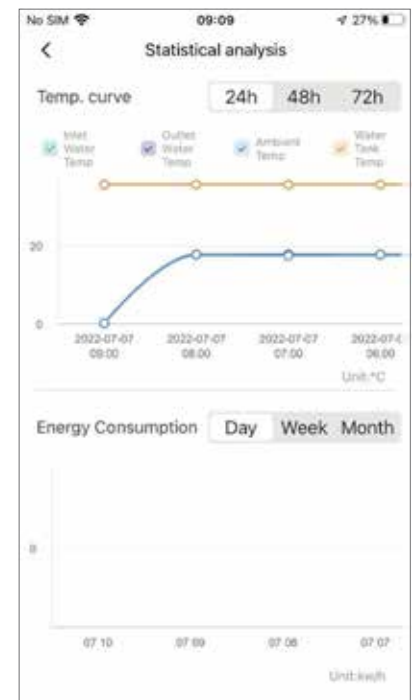 No SIM 09:09 27%
Statistical analysis
Temp. curve 24h 48h 72h
Inlet Water Temp
Outlet Water Temp
Ambient Temp
Water Tank Temp
20
0
2022-07-07 09:00
2022-07-07 08:00
2022-07-07 07:00
2022-07-0 06:00
Unit:°C
Energy Consumption Day Week Month
07 10 07 09 07 08 07 07
Unit:kw/h